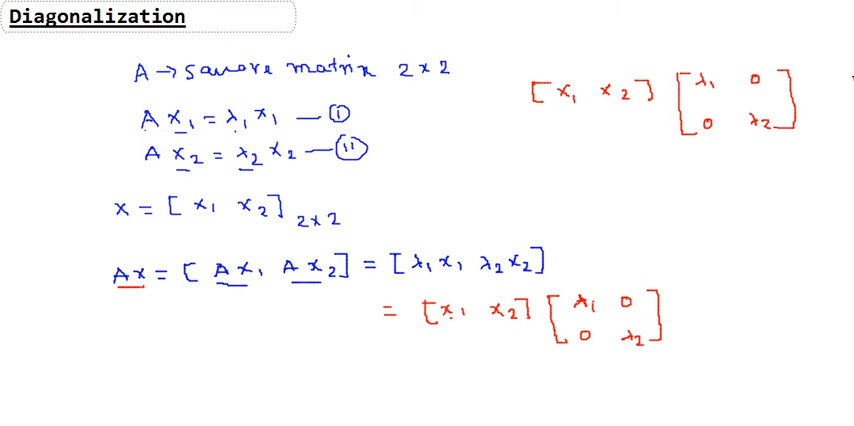 Diagonalization
A → Square matrix 2 × 2
[ x₁ x₂ ] [ λ₁ 0
0 λ₂ ]
A x₁ = λ₁ x₁ — (i)
A x₂ = λ₂ x₂ — (ii)
x = [ x₁ x₂ ] 2×2
Ax = [ Ax₁ Ax₂ ] = [ λ₁x₁ λ₂x₂ ]
= [ x₁ x₂ ] [ λ₁ 0
0 λ₂ ]